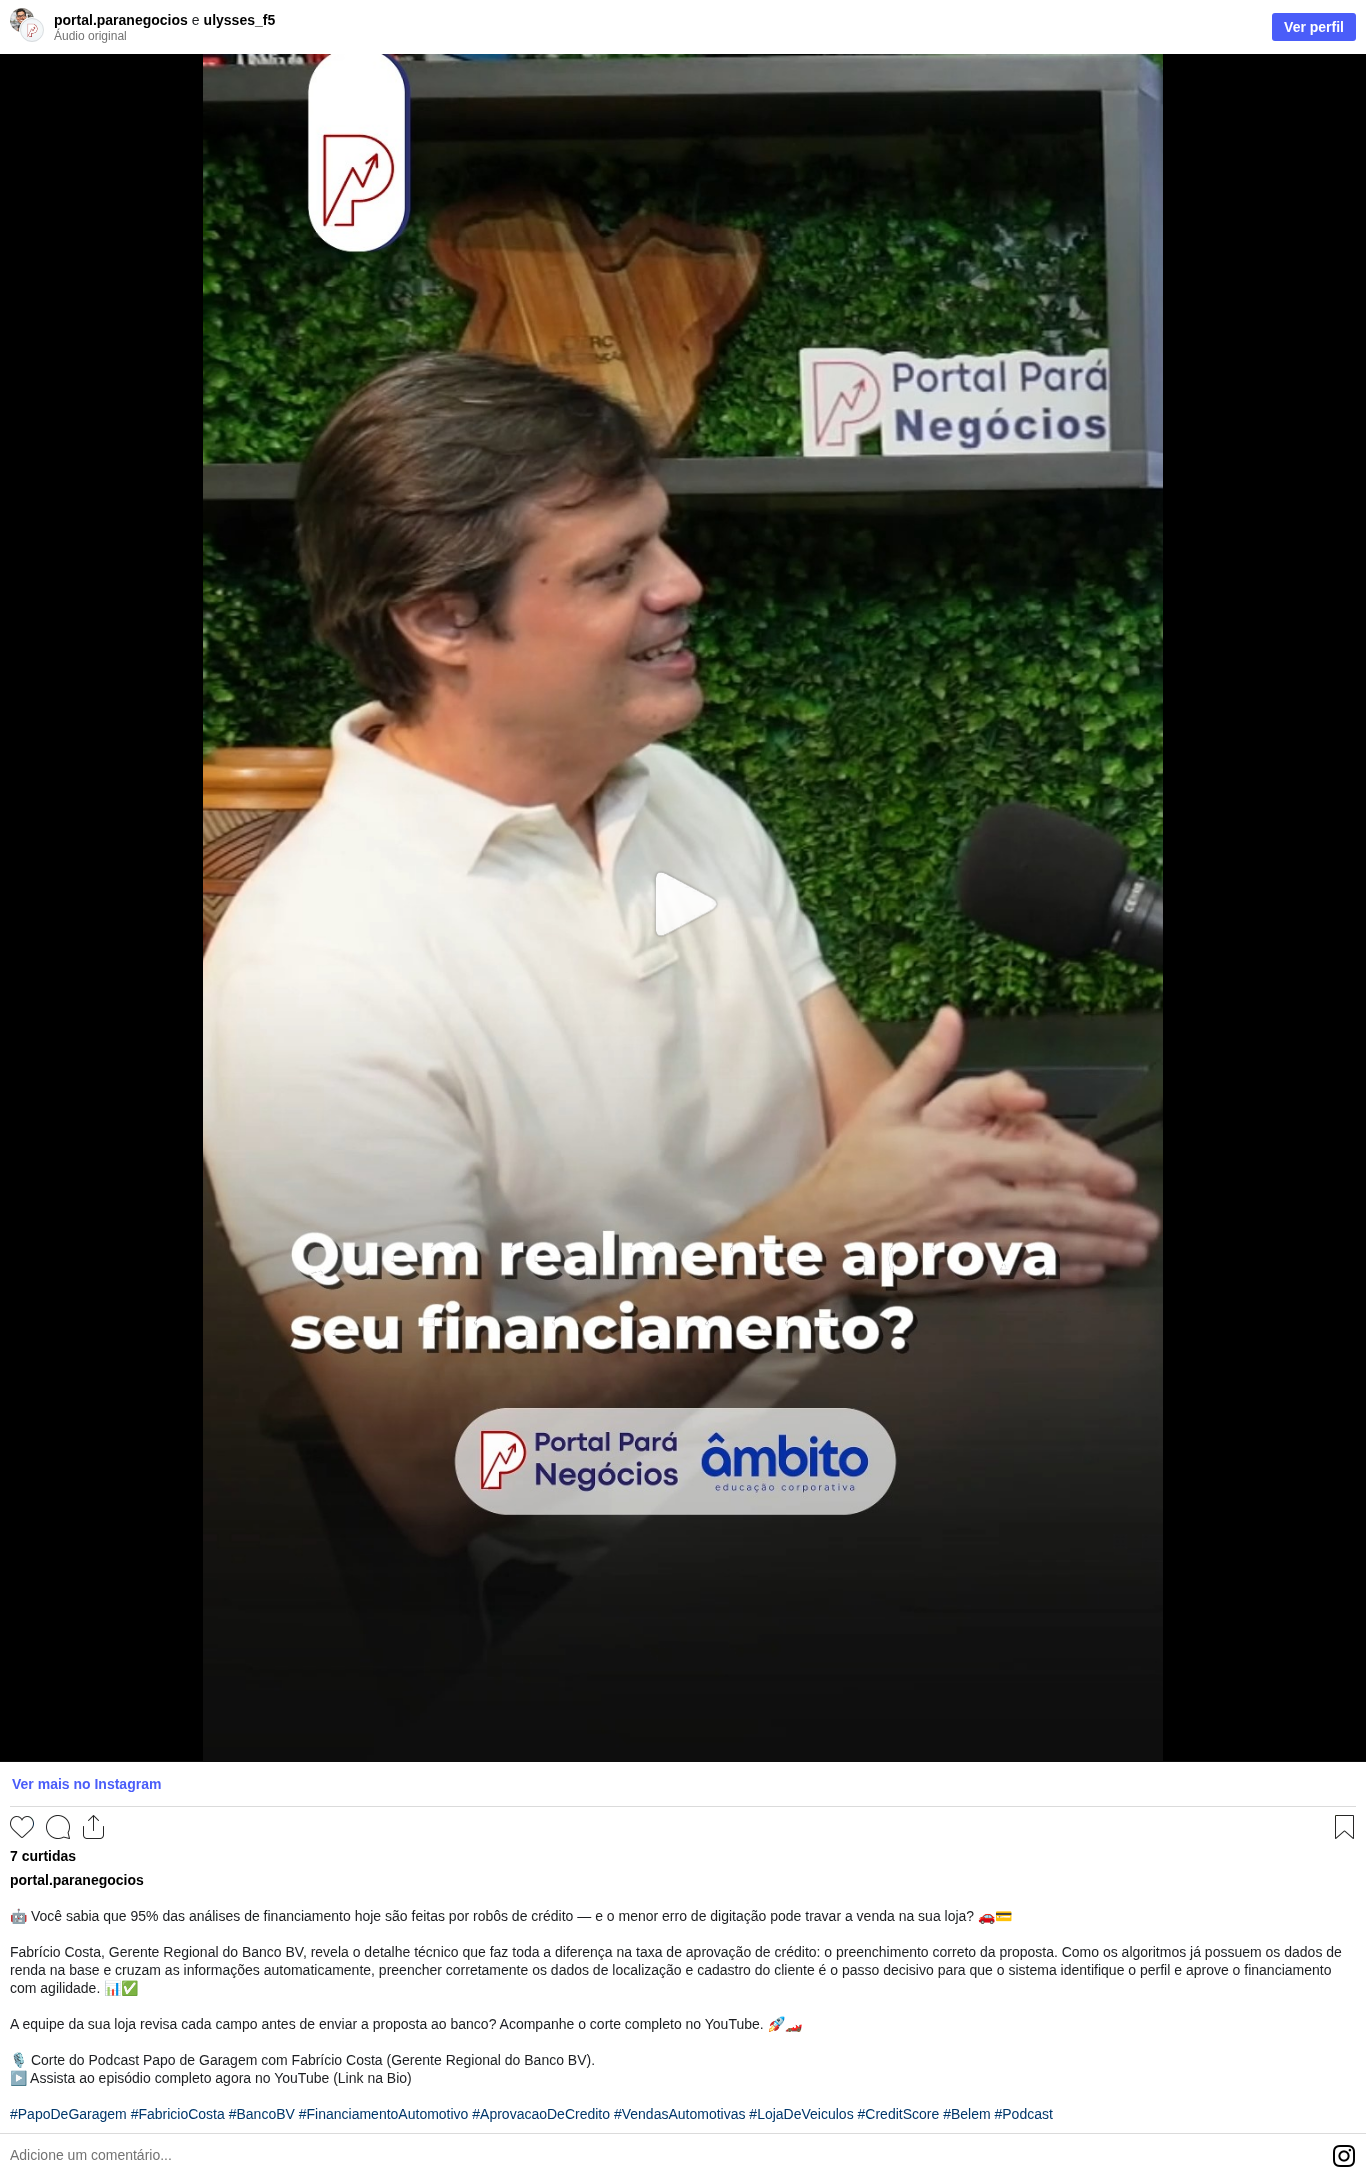 portal.paranegocios e ulysses_f5
Áudio original
Ver perfil
Portal Pará
Negócios
Quem realmente aprova
seu financiamento?
Portal Pará
Negócios
âmbito
educação corporativa
Ver mais no Instagram
7 curtidas
portal.paranegocios
🤖 Você sabia que 95% das análises de financiamento hoje são feitas por robôs de crédito — e o menor erro de digitação pode travar a venda na sua loja? 🚗💳
Fabrício Costa, Gerente Regional do Banco BV, revela o detalhe técnico que faz toda a diferença na taxa de aprovação de crédito: o preenchimento correto da proposta. Como os algoritmos já possuem os dados de
renda na base e cruzam as informações automaticamente, preencher corretamente os dados de localização e cadastro do cliente é o passo decisivo para que o sistema identifique o perfil e aprove o financiamento
com agilidade. 📊✅
A equipe da sua loja revisa cada campo antes de enviar a proposta ao banco? Acompanhe o corte completo no YouTube. 🚀🏎️
🎙️ Corte do Podcast Papo de Garagem com Fabrício Costa (Gerente Regional do Banco BV).
▶️ Assista ao episódio completo agora no YouTube (Link na Bio)
#PapoDeGaragem #FabricioCosta #BancoBV #FinanciamentoAutomotivo #AprovacaoDeCredito #VendasAutomotivas #LojaDeVeiculos #CreditScore #Belem #Podcast
Adicione um comentário...